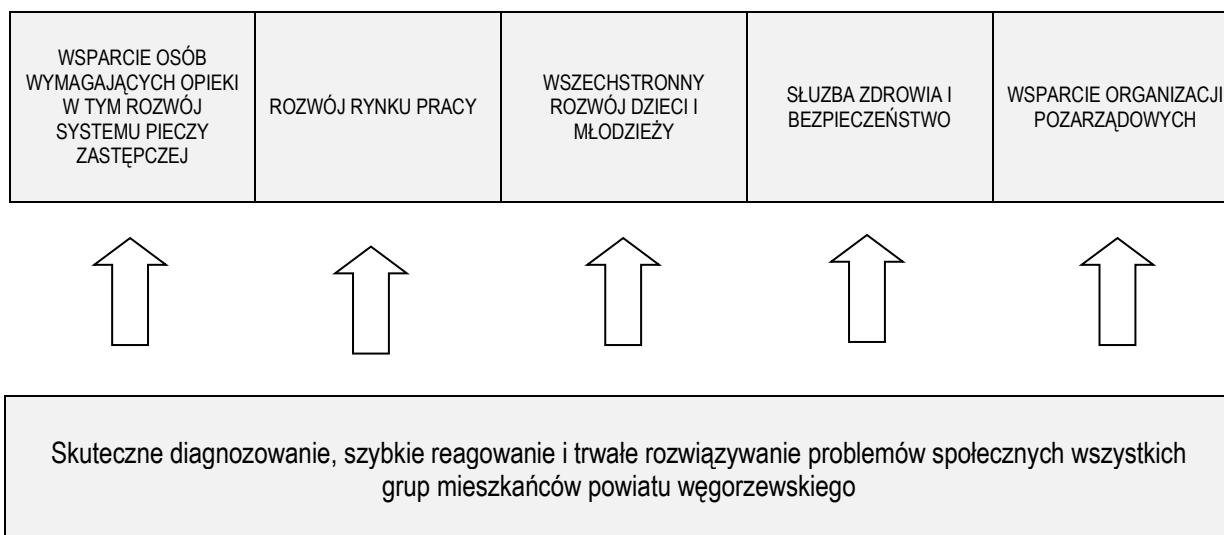 WSPARCIE OSÓB
WYMAGAJĄCYCH OPIEKI
W TYM ROZWÓJ
SYSTEMU PIECZY
ZASTĘPCZEJ
ROZWÓJ RYNKU PRACY
WSZECHSTRONNY
ROZWÓJ DZIECI I
MŁODZIEŻY
SŁUZBA ZDROWIA I
BEZPIECZEŃSTWO
WSPARCIE ORGANIZACJI
POZARZĄDOWYCH
Skuteczne diagnozowanie, szybkie reagowanie i trwałe rozwiązywanie problemów społecznych wszystkich
grup mieszkańców powiatu węgorzewskiego